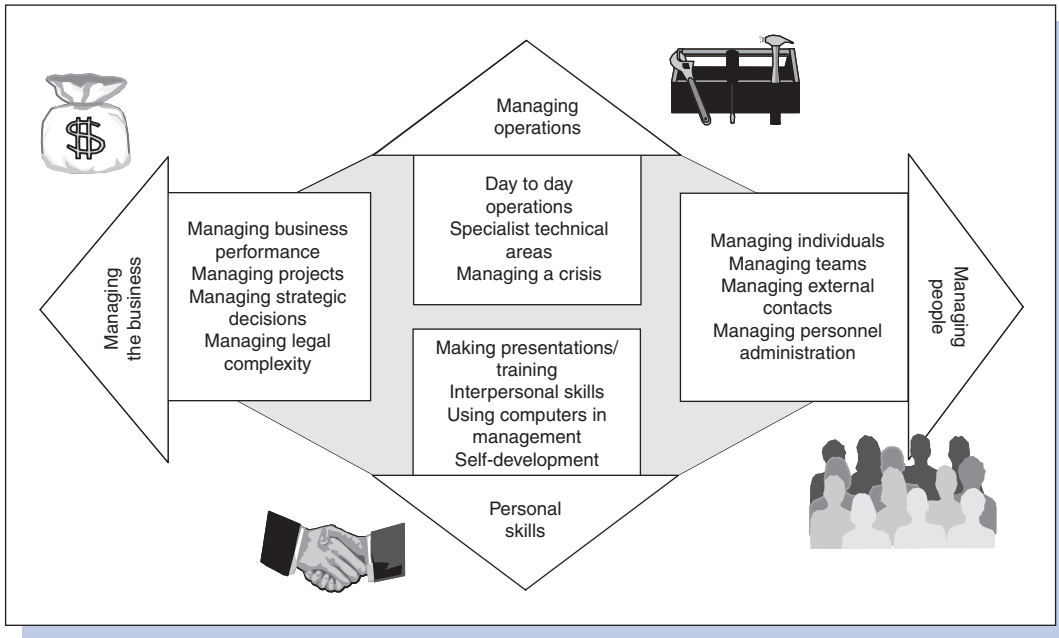 $
Managing
operations
Day to day
operations
Specialist technical
areas
Managing a crisis
Managing
the business
Managing business
performance
Managing projects
Managing strategic
decisions
Managing legal
complexity
Managing individuals
Managing teams
Managing external
contacts
Managing personnel
administration
Managing
people
Making presentations/
training
Interpersonal skills
Using computers in
management
Self-development
Personal
skills